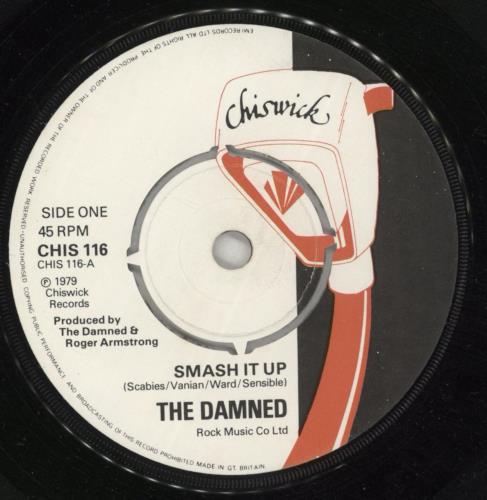 EMI RECORDS LTD ALL RIGHTS OF THE PRODUCER AND OF THE OWNER OF THE RECORDED WORK RESERVED-UNAUTHORISED COPYING PUBLIC PERFORMANCE AND BROADCASTING OF THIS RECORD PROHIBITED MADE IN GT. BRITAIN
Chiswick
SIDE ONE
45 RPM
CHIS 116
CHIS 116-A
℗ 1979
Chiswick
Records
Produced by
The Damned &
Roger Armstrong
SMASH IT UP
(Scabies/Vanian/Ward/Sensible)
THE DAMNED
Rock Music Co Ltd